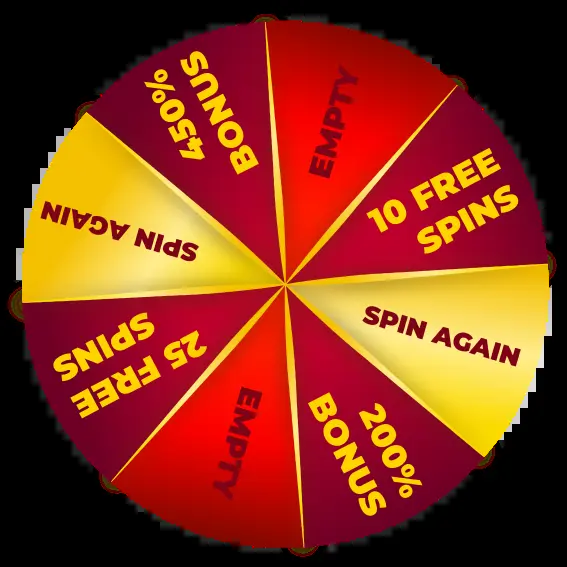 EMPTY
10 FREE
SPINS
SPIN AGAIN
200%
BONUS
EMPTY
25 FREE
SPINS
SPIN AGAIN
450%
BONUS